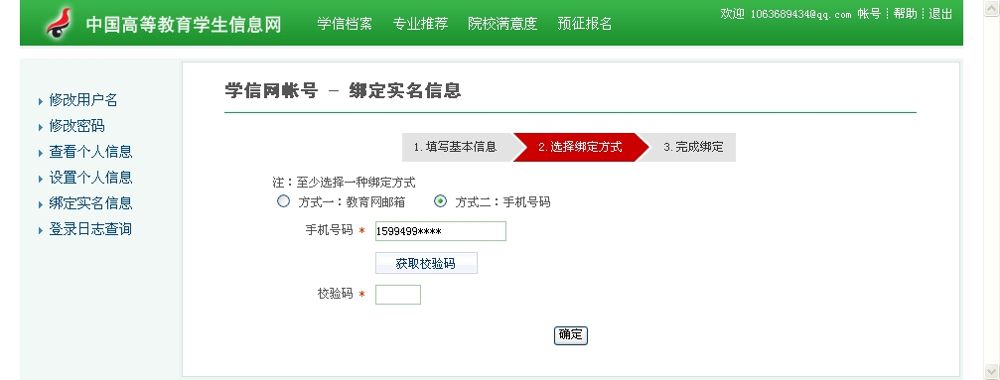 中国高等教育学生信息网 学信档案 专业推荐 院校满意度 预征报名 欢迎 1063689434@qq.com 帐号┆帮助┆退出
修改用户名
修改密码
查看个人信息
设置个人信息
绑定实名信息
登录日志查询
学信网帐号 - 绑定实名信息
1.填写基本信息 2.选择绑定方式 3.完成绑定
注：至少选择一种绑定方式
方式一：教育网邮箱 方式二：手机号码
手机号码 * 1599499****
获取校验码
校验码 *
确定